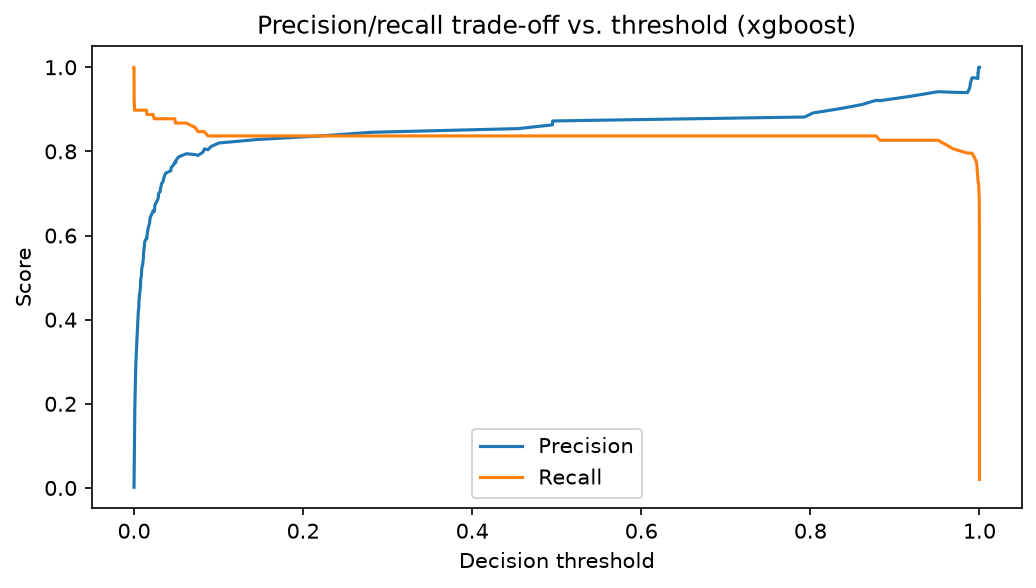 Precision/recall trade-off vs. threshold (xgboost)
1.0
0.8
0.6
0.4
0.2
0.0
Score
Precision
Recall
0.0 0.2 0.4 0.6 0.8 1.0
Decision threshold